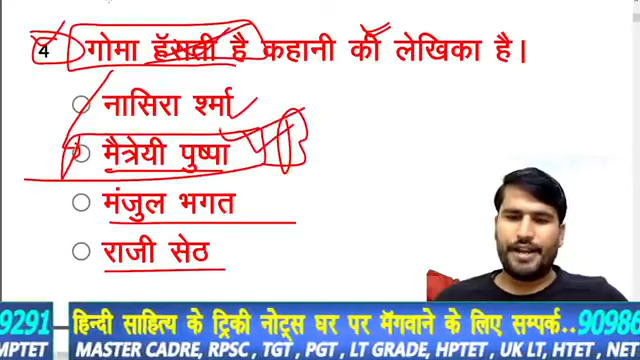 4 गोमा हॅसती है कहानी की लेखिका है।
नासिरा शर्मा
मैत्रेयी पुष्पा
मंजुल भगत
राजी सेठ
9291 हिन्दी साहित्य के ट्रिकी नोट्स घर पर मॅगवाने के लिए सम्पर्क..90986
MPTET MASTER CADRE, RPSC , TGT , PGT , LT GRADE, HPTET , UK LT, HTET , NET